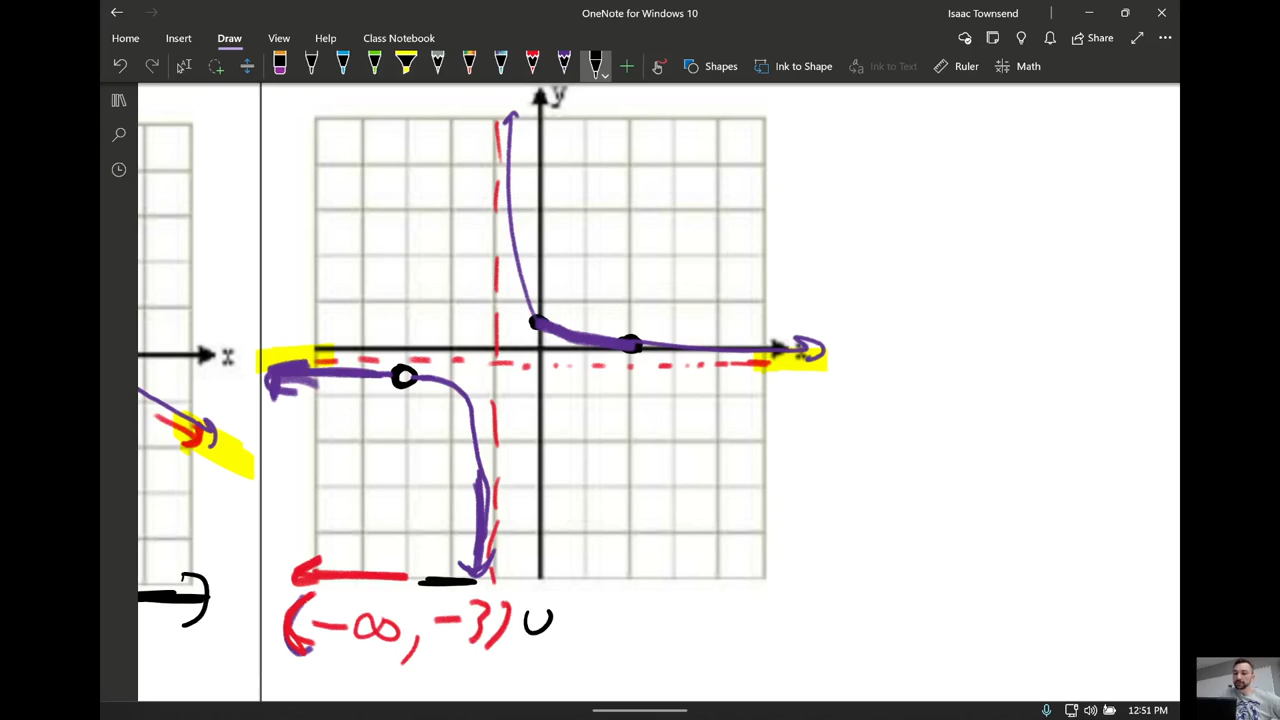 OneNote for Windows 10
Isaac Townsend
Home Insert Draw View Help Class Notebook
Share
Shapes Ink to Shape Ink to Text Ruler Math
y
x
(-∞, -3) ∪
)
12:51 PM